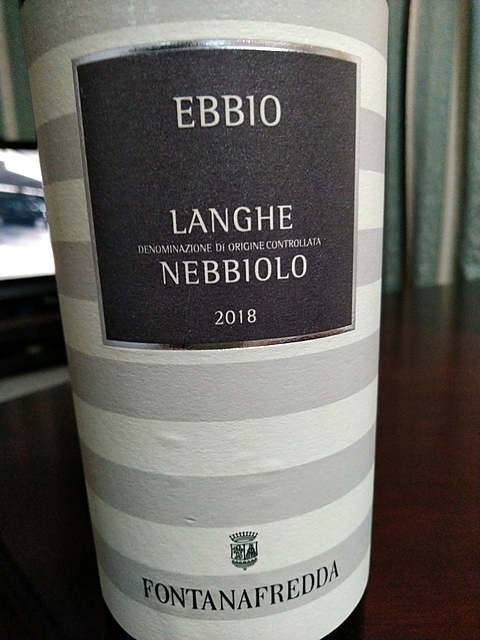 EBBIO
LANGHE
DENOMINAZIONE DI ORIGINE CONTROLLATA
NEBBIOLO
2018
FONTANAFREDDA